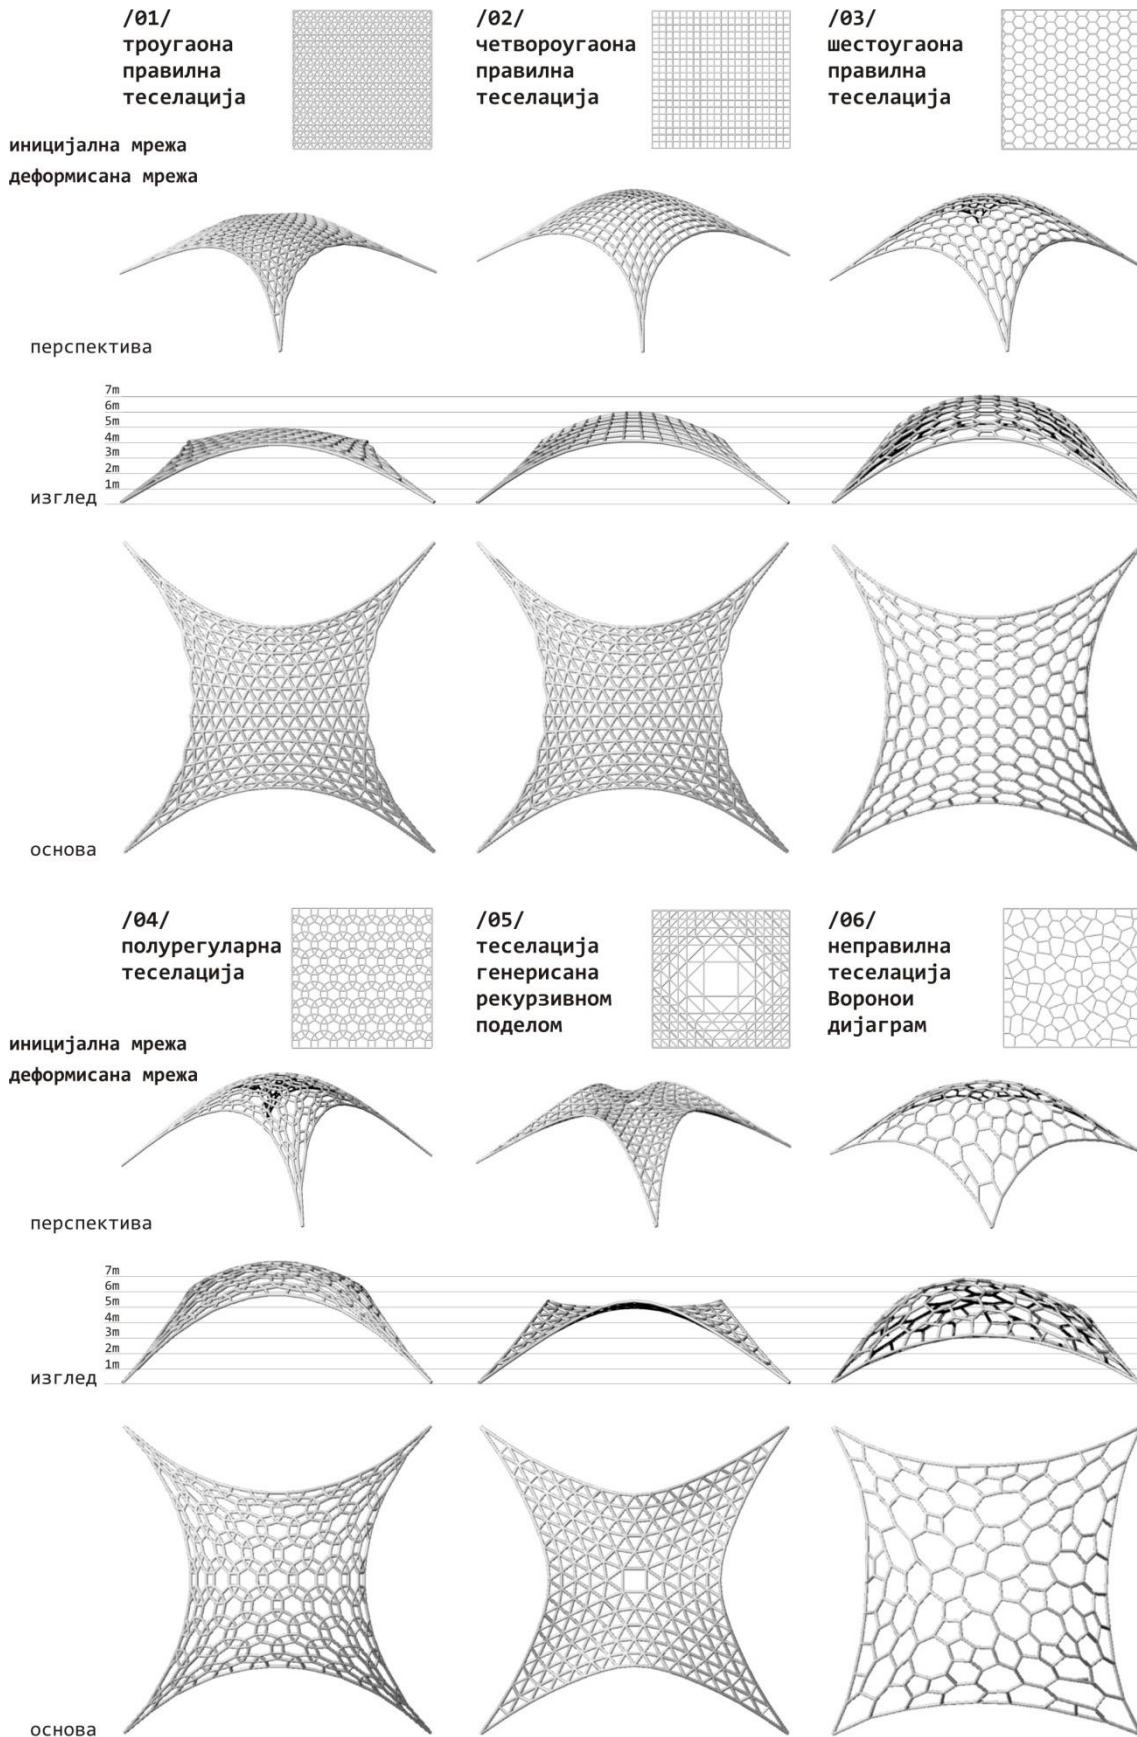 /01/
троугаона
правилна
теселација
/02/
четвороугаона
правилна
теселација
/03/
шестоугаона
правилна
теселација
иницијална мрежа
деформисана мрежа
перспектива
7m
6m
5m
4m
3m
2m
1m
изглед
основа
/04/
полурегуларна
теселација
/05/
теселација
генерисана
рекурзивном
поделом
/06/
неправилна
теселација
Воронои
дијаграм
иницијална мрежа
деформисана мрежа
перспектива
7m
6m
5m
4m
3m
2m
1m
изглед
основа